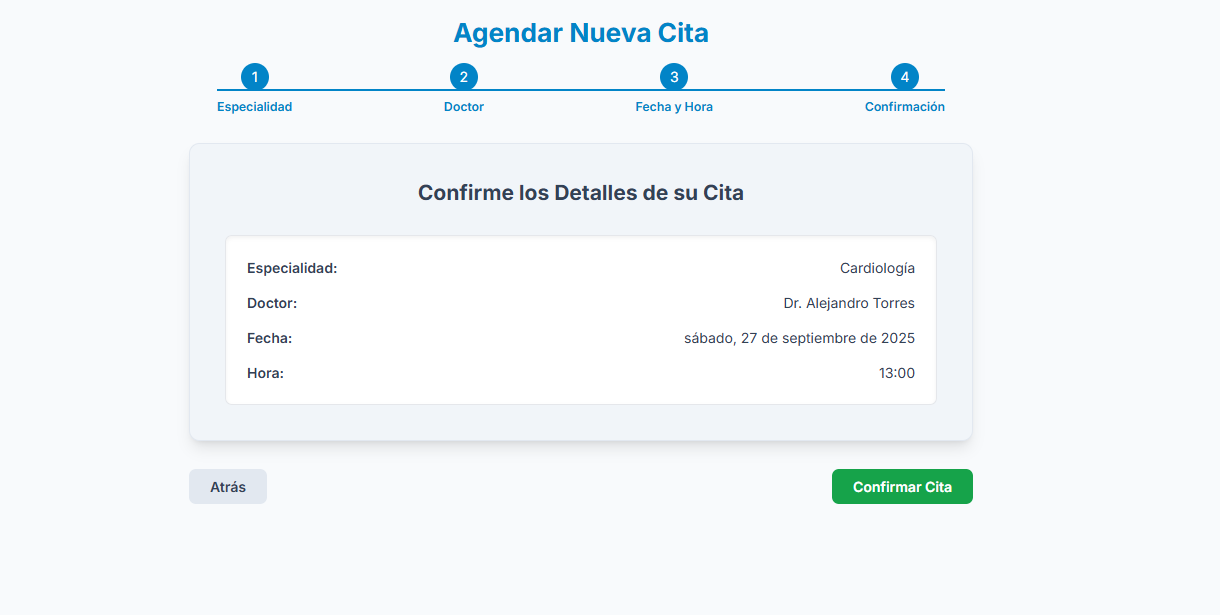 Agendar Nueva Cita
1 2 3 4
Especialidad Doctor Fecha y Hora Confirmación
Confirme los Detalles de su Cita
Especialidad: Cardiología
Doctor: Dr. Alejandro Torres
Fecha: sábado, 27 de septiembre de 2025
Hora: 13:00
Atrás Confirmar Cita